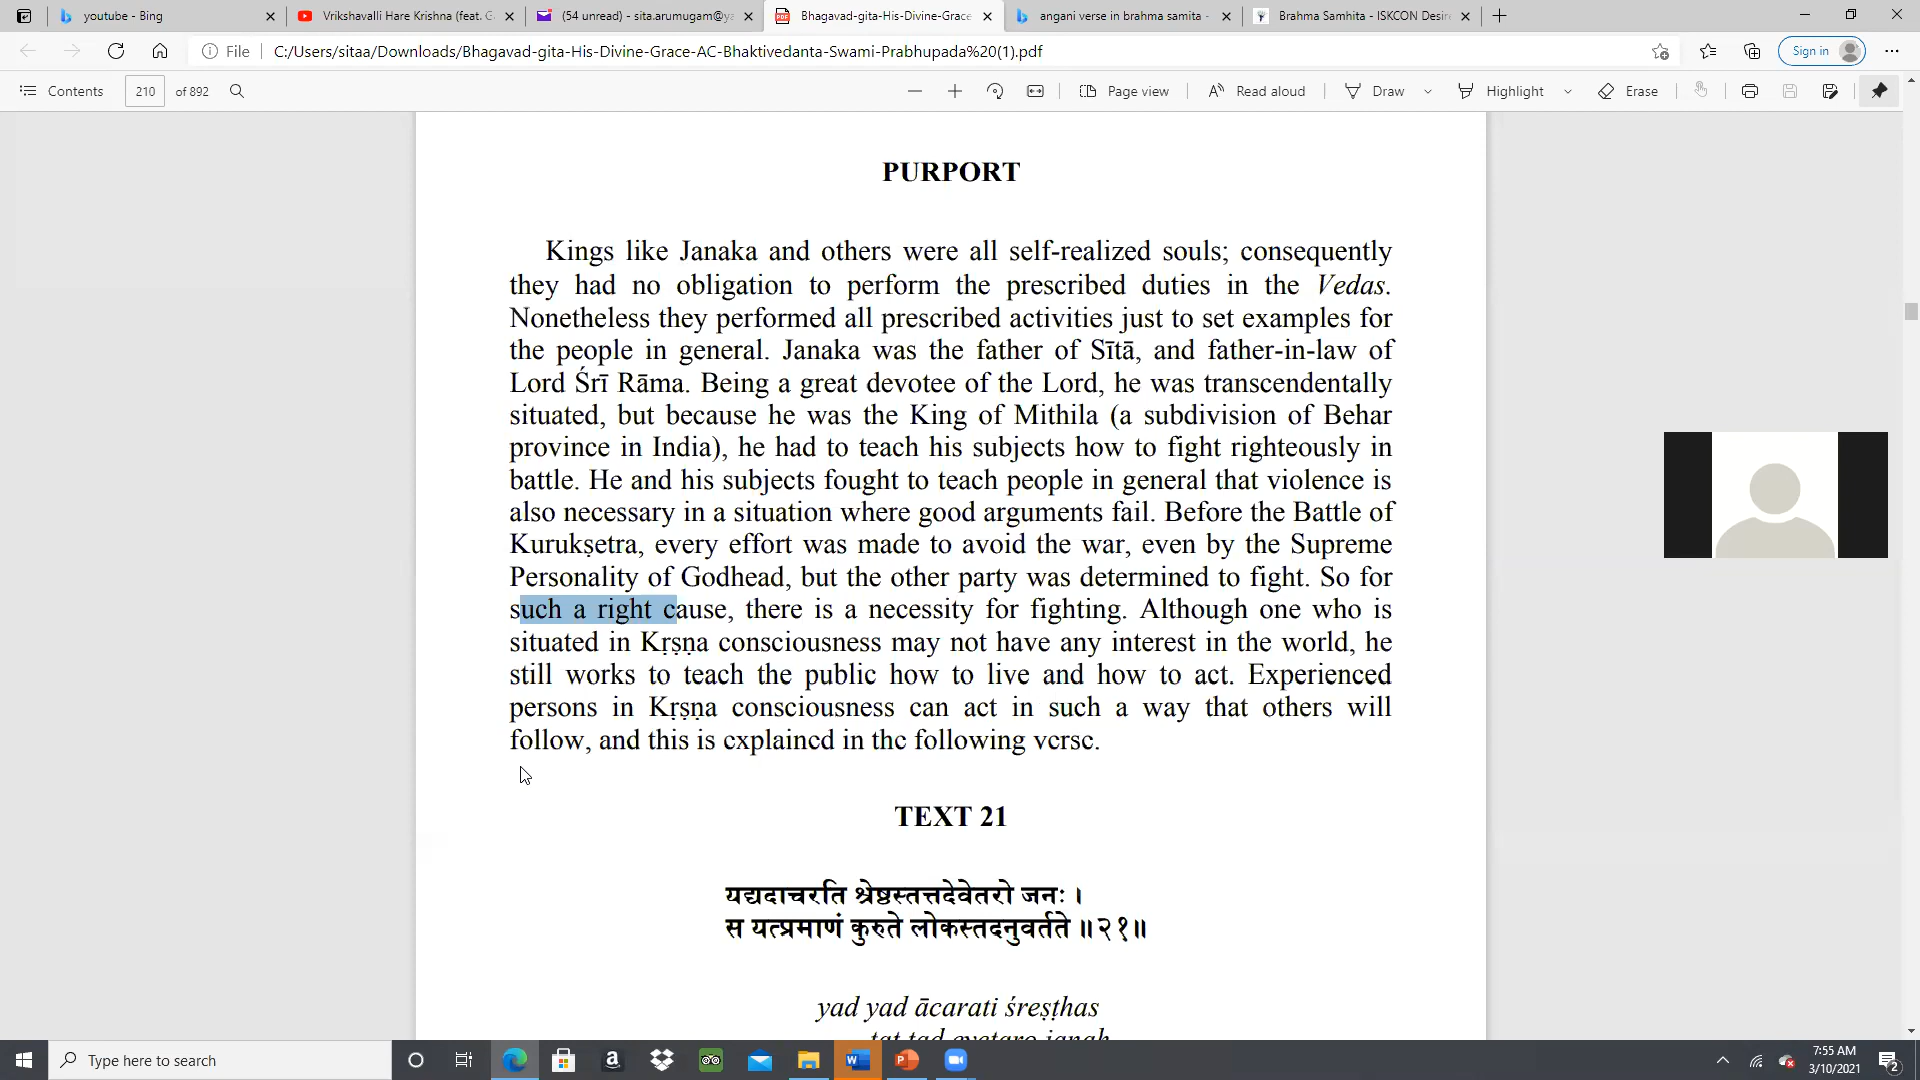 youtube - Bing
Vrikshavalli Hare Krishna (feat. G
(54 unread) - sita.arumugam@ya
Bhagavad-gita-His-Divine-Grace
angani verse in brahma samita -
Brahma Samhita - ISKCON Desire
File
C:/Users/sitaa/Downloads/Bhagavad-gita-His-Divine-Grace-AC-Bhaktivedanta-Swami-Prabhupada%20(1).pdf
Sign in
Contents
210
of 892
Page view
Read aloud
Draw
Highlight
Erase
PURPORT
Kings like Janaka and others were all self-realized souls; consequently
they had no obligation to perform the prescribed duties in the Vedas.
Nonetheless they performed all prescribed activities just to set examples for
the people in general. Janaka was the father of Sītā, and father-in-law of
Lord Śrī Rāma. Being a great devotee of the Lord, he was transcendentally
situated, but because he was the King of Mithila (a subdivision of Behar
province in India), he had to teach his subjects how to fight righteously in
battle. He and his subjects fought to teach people in general that violence is
also necessary in a situation where good arguments fail. Before the Battle of
Kurukṣetra, every effort was made to avoid the war, even by the Supreme
Personality of Godhead, but the other party was determined to fight. So for
such a right cause, there is a necessity for fighting. Although one who is
situated in Kṛṣṇa consciousness may not have any interest in the world, he
still works to teach the public how to live and how to act. Experienced
persons in Kṛṣṇa consciousness can act in such a way that others will
follow, and this is explained in the following verse.
TEXT 21
यद्यदाचरति श्रेष्ठस्तत्तदेवेतरो जनः ।
स यत्प्रमाणं कुरुते लोकस्तदनुवर्तते ॥२१॥
yad yad ācarati śreṣṭhas
tat tad evetaro janaḥ
Type here to search
7:55 AM
3/10/2021
2